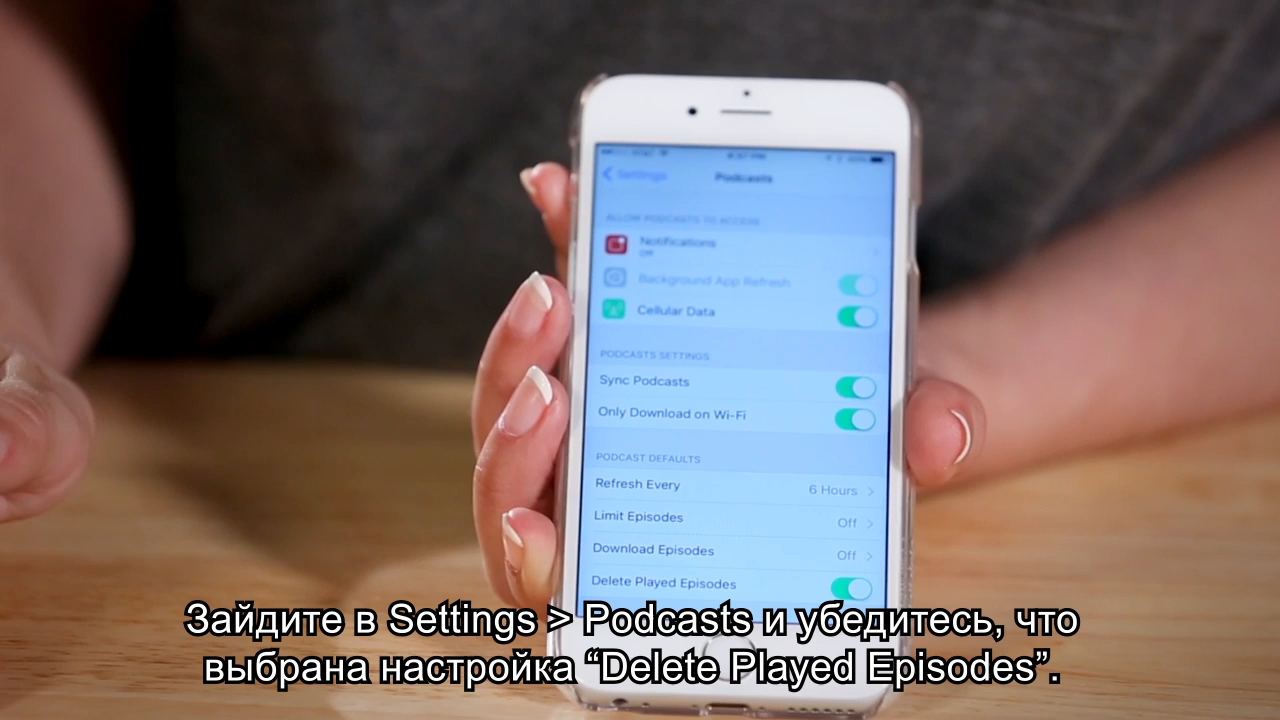 Settings
Podcasts
ALLOW PODCASTS TO ACCESS
Notifications
Off
Background App Refresh
Cellular Data
PODCASTS SETTINGS
Sync Podcasts
Only Download on Wi-Fi
PODCAST DEFAULTS
Refresh Every 6 Hours
Limit Episodes Off
Download Episodes Off
Delete Played Episodes
Зайдите в Settings > Podcasts и убедитесь, что
выбрана настройка “Delete Played Episodes”.